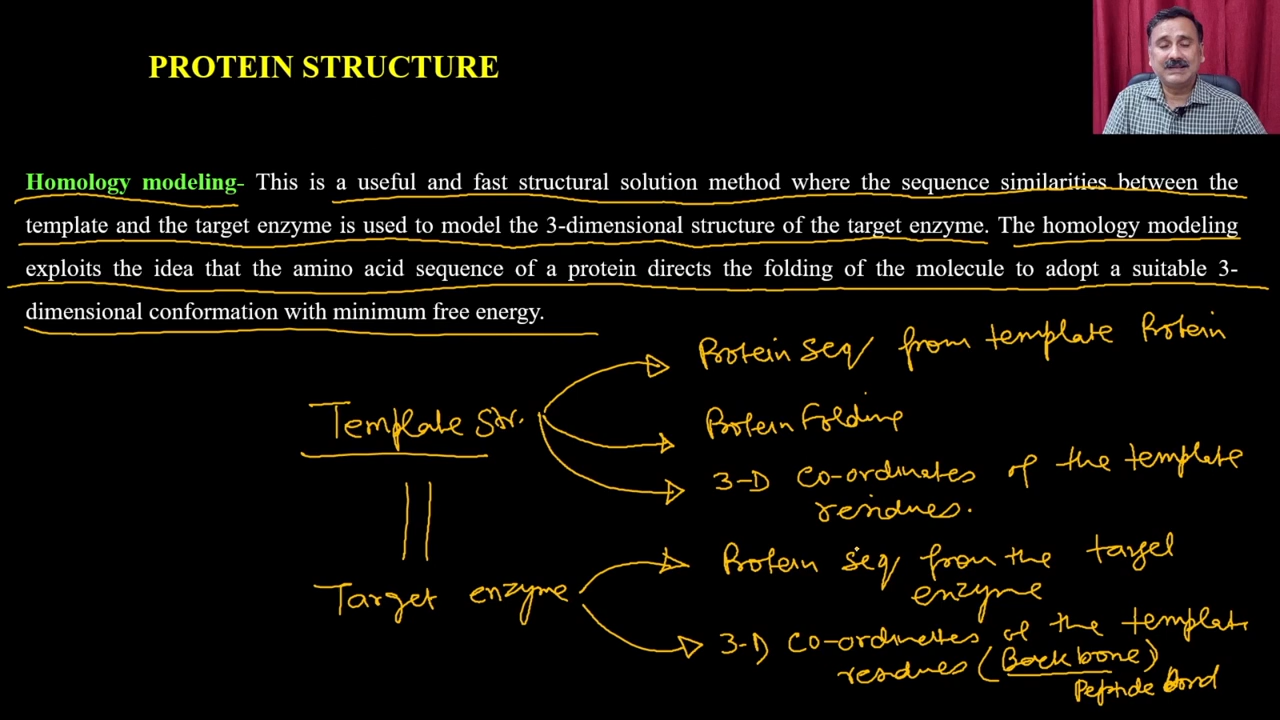 PROTEIN STRUCTURE
Homology modeling- This is a useful and fast structural solution method where the sequence similarities between the
template and the target enzyme is used to model the 3-dimensional structure of the target enzyme. The homology modeling
exploits the idea that the amino acid sequence of a protein directs the folding of the molecule to adopt a suitable 3-
dimensional conformation with minimum free energy.
Protein seq from template Protein
Template Str.
Protein Folding
3-D Co-ordinates of the template
residues.
Protein seq from the target
enzyme
Target enzyme
3-D Co-ordinates of the template
residues (Backbone)
Peptide Bond